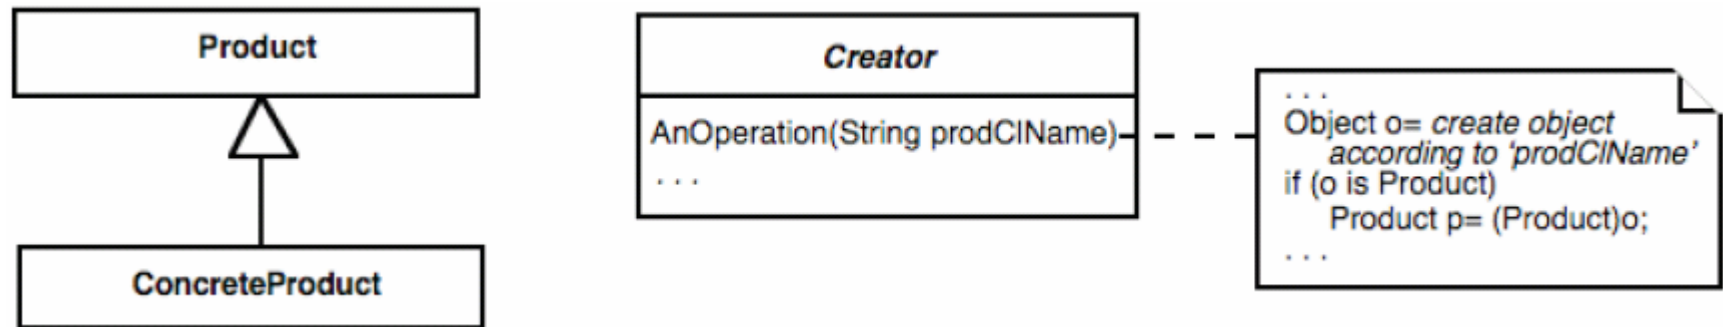 Product
ConcreteProduct
Creator
AnOperation(String prodClName)
. . .
. . .
Object o= create object
according to ‘prodClName’
if (o is Product)
Product p= (Product)o;
. . .